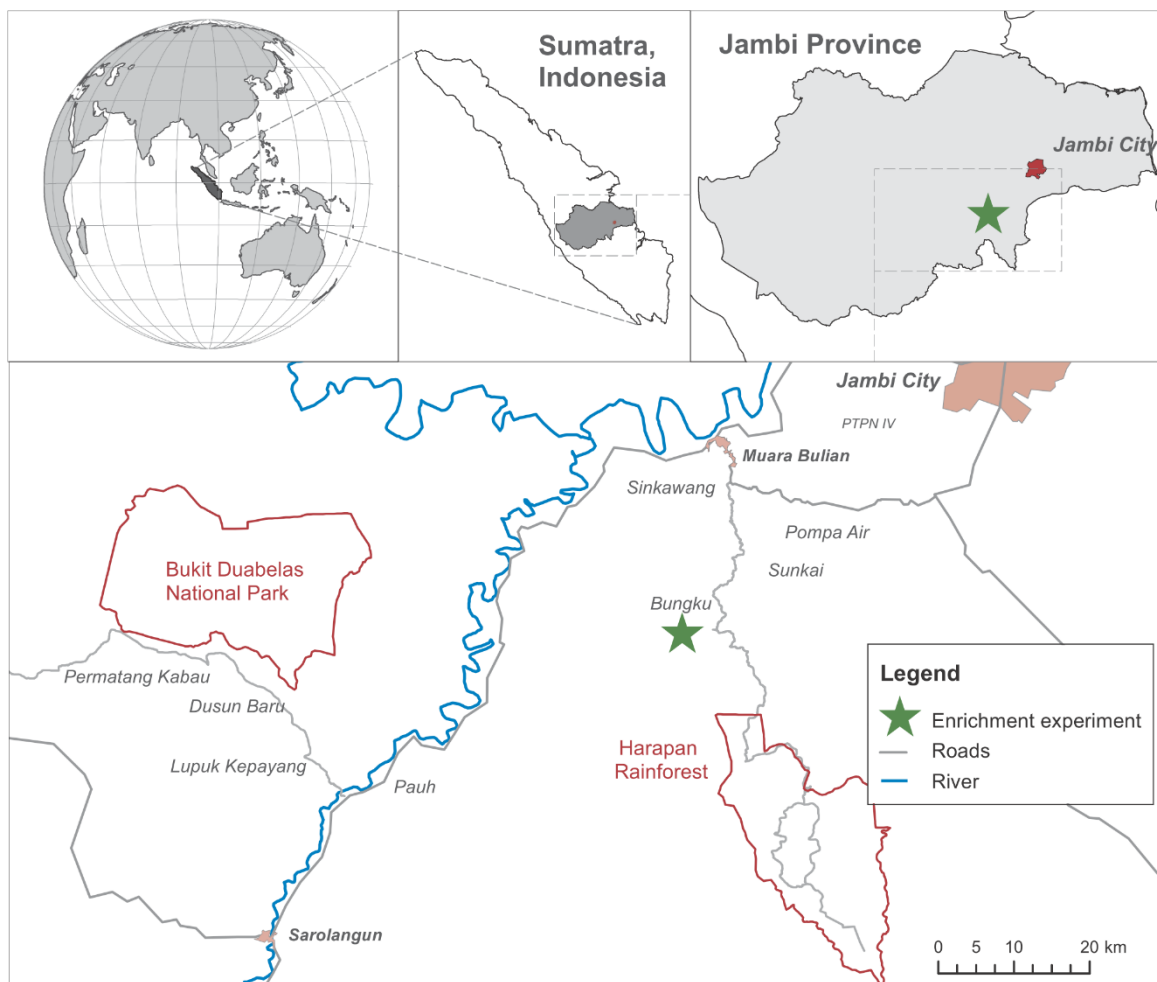 Sumatra,
Indonesia
Jambi Province
Jambi City
Jambi City
PTPN IV
Muara Bulian
Sinkawang
Pompa Air
Sunkai
Bungku
Bukit Duabelas
National Park
Permatang Kabau
Dusun Baru
Lupuk Kepayang
Pauh
Harapan
Rainforest
Sarolangun
Legend
Enrichment experiment
Roads
River
0 5 10 20 km